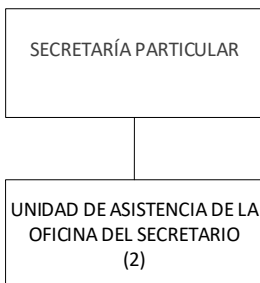 SECRETARÍA PARTICULAR
UNIDAD DE ASISTENCIA DE LA
OFICINA DEL SECRETARIO
(2)